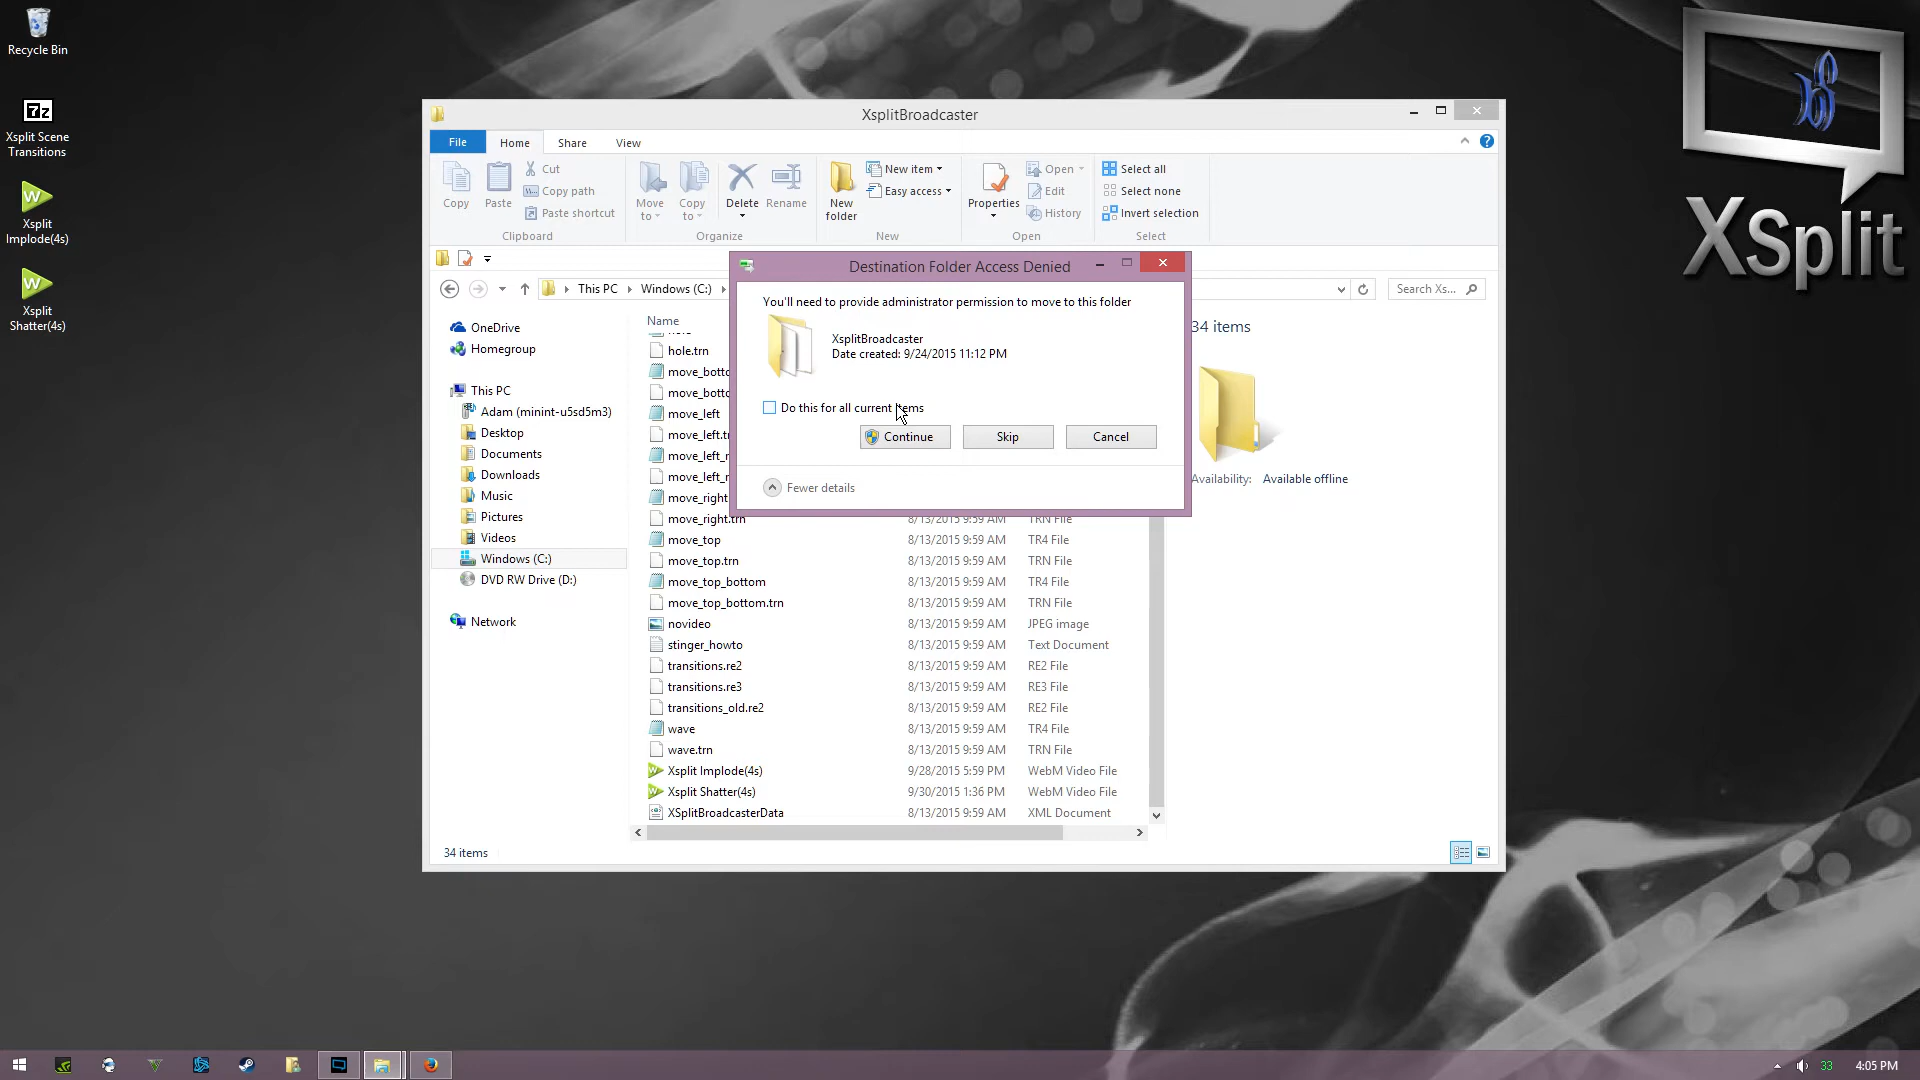 Recycle Bin
7z
Xsplit Scene
Transitions
Xsplit
Implode(4s)
Xsplit
Shatter(4s)
XSplit
XsplitBroadcaster
File Home Share View
Copy
Paste
Cut
Copy path
Paste shortcut
Clipboard
Move
to
Copy
to
Delete
Rename
Organize
New
folder
New item
Easy access
New
Properties
Open
Edit
History
Open
Select all
Select none
Invert selection
Select
This PC Windows (C:)
Search Xs...
OneDrive
Homegroup
This PC
Adam (minint-u5sd5m3)
Desktop
Documents
Downloads
Music
Pictures
Videos
Windows (C:)
DVD RW Drive (D:)
Network
Name
hole.trn
move_left
move_right.trn 8/13/2015 9:59 AM TRN File
move_top 8/13/2015 9:59 AM TR4 File
move_top.trn 8/13/2015 9:59 AM TRN File
move_top_bottom 8/13/2015 9:59 AM TR4 File
move_top_bottom.trn 8/13/2015 9:59 AM TRN File
novideo 8/13/2015 9:59 AM JPEG image
stinger_howto 8/13/2015 9:59 AM Text Document
transitions.re2 8/13/2015 9:59 AM RE2 File
transitions.re3 8/13/2015 9:59 AM RE3 File
transitions_old.re2 8/13/2015 9:59 AM RE2 File
wave 8/13/2015 9:59 AM TR4 File
wave.trn 8/13/2015 9:59 AM TRN File
Xsplit Implode(4s) 9/28/2015 5:59 PM WebM Video File
Xsplit Shatter(4s) 9/30/2015 1:36 PM WebM Video File
XSplitBroadcasterData 8/13/2015 9:59 AM XML Document
34 items
Availability: Available offline
34 items
Destination Folder Access Denied
You'll need to provide administrator permission to move to this folder
XsplitBroadcaster
Date created: 9/24/2015 11:12 PM
Do this for all current items
Continue Skip Cancel
Fewer details
33 4:05 PM